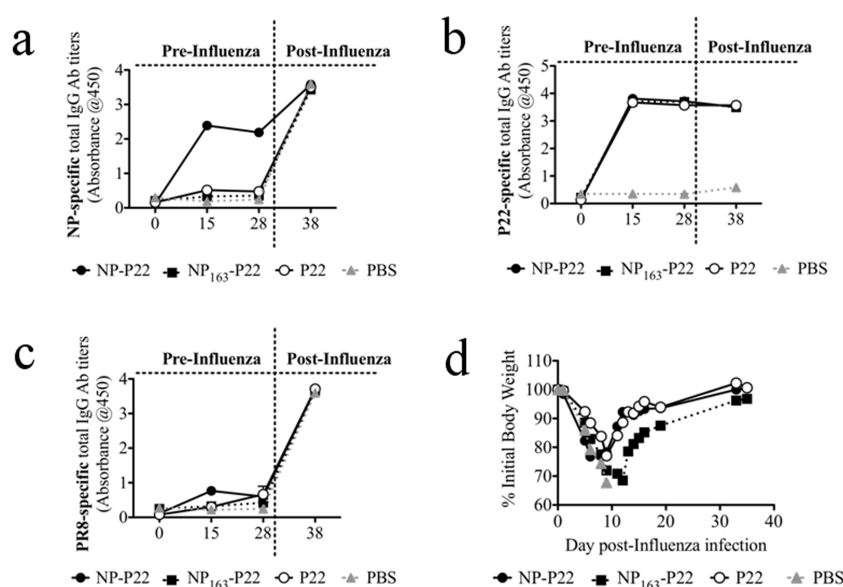 a
Pre-Influenza Post-Influenza
NP-specific total IgG Ab titers
(Absorbance @450)
4
3
2
1
0
0 15 28 38
NP-P22 NP163-P22 P22 PBS
b
Pre-Influenza Post-Influenza
P22-specific total IgG Ab titers
(Absorbance @450)
5
4
3
2
1
0
0 15 28 38
NP-P22 NP163-P22 P22 PBS
c
Pre-Influenza Post-Influenza
PR8-specific total IgG Ab titers
(Absorbance @450)
4
3
2
1
0
0 15 28 38
NP-P22 NP163-P22 P22 PBS
d
% Initial Body Weight
110
100
90
80
70
60
0 10 20 30 40
Day post-Influenza infection
NP-P22 NP163-P22 P22 PBS